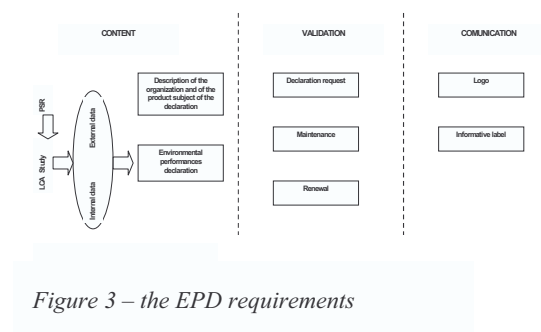 CONTENT
VALIDATION
COMUNICATION
Description of the
organization and of the
product subject of the
declaration
Declaration request
Logo
PSR
External data
Maintenance
Informative label
LCA Study
Environmental
performances
declaration
Internal data
Renewal
Figure 3 – the EPD requirements